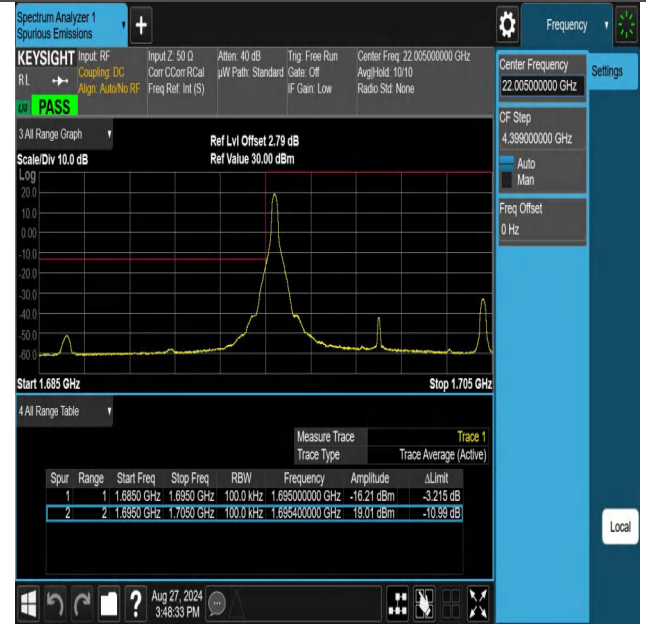 Spectrum Analyzer 1
Spurious Emissions
Frequency
KEYSIGHT Input: RF Input Z: 50 Ω Atten: 40 dB Trig: Free Run Center Freq: 22.005000000 GHz
RL Coupling: DC Corr CCorr RCal µW Path: Standard Gate: Off Avg|Hold: 10/10
Align: Auto/No RF Freq Ref: Int (S) IF Gain: Low Radio Std: None
PASS
Center Frequency
22.005000000 GHz
Settings
CF Step
4.399000000 GHz
Auto
Man
Freq Offset
0 Hz
3 All Range Graph
Ref Lvl Offset 2.79 dB
Scale/Div 10.0 dB Ref Value 30.00 dBm
Log
20.0
10.0
0.00
-10.0
-20.0
-30.0
-40.0
-50.0
-60.0
Start 1.685 GHz Stop 1.705 GHz
4 All Range Table
Measure Trace Trace 1
Trace Type Trace Average (Active)
Spur Range Start Freq Stop Freq RBW Frequency Amplitude ΔLimit
1 1 1.6850 GHz 1.6950 GHz 100.0 kHz 1.695000000 GHz -16.21 dBm -3.215 dB
2 2 1.6950 GHz 1.7050 GHz 100.0 kHz 1.695400000 GHz 19.01 dBm -10.99 dB
Local
Aug 27, 2024
3:48:33 PM